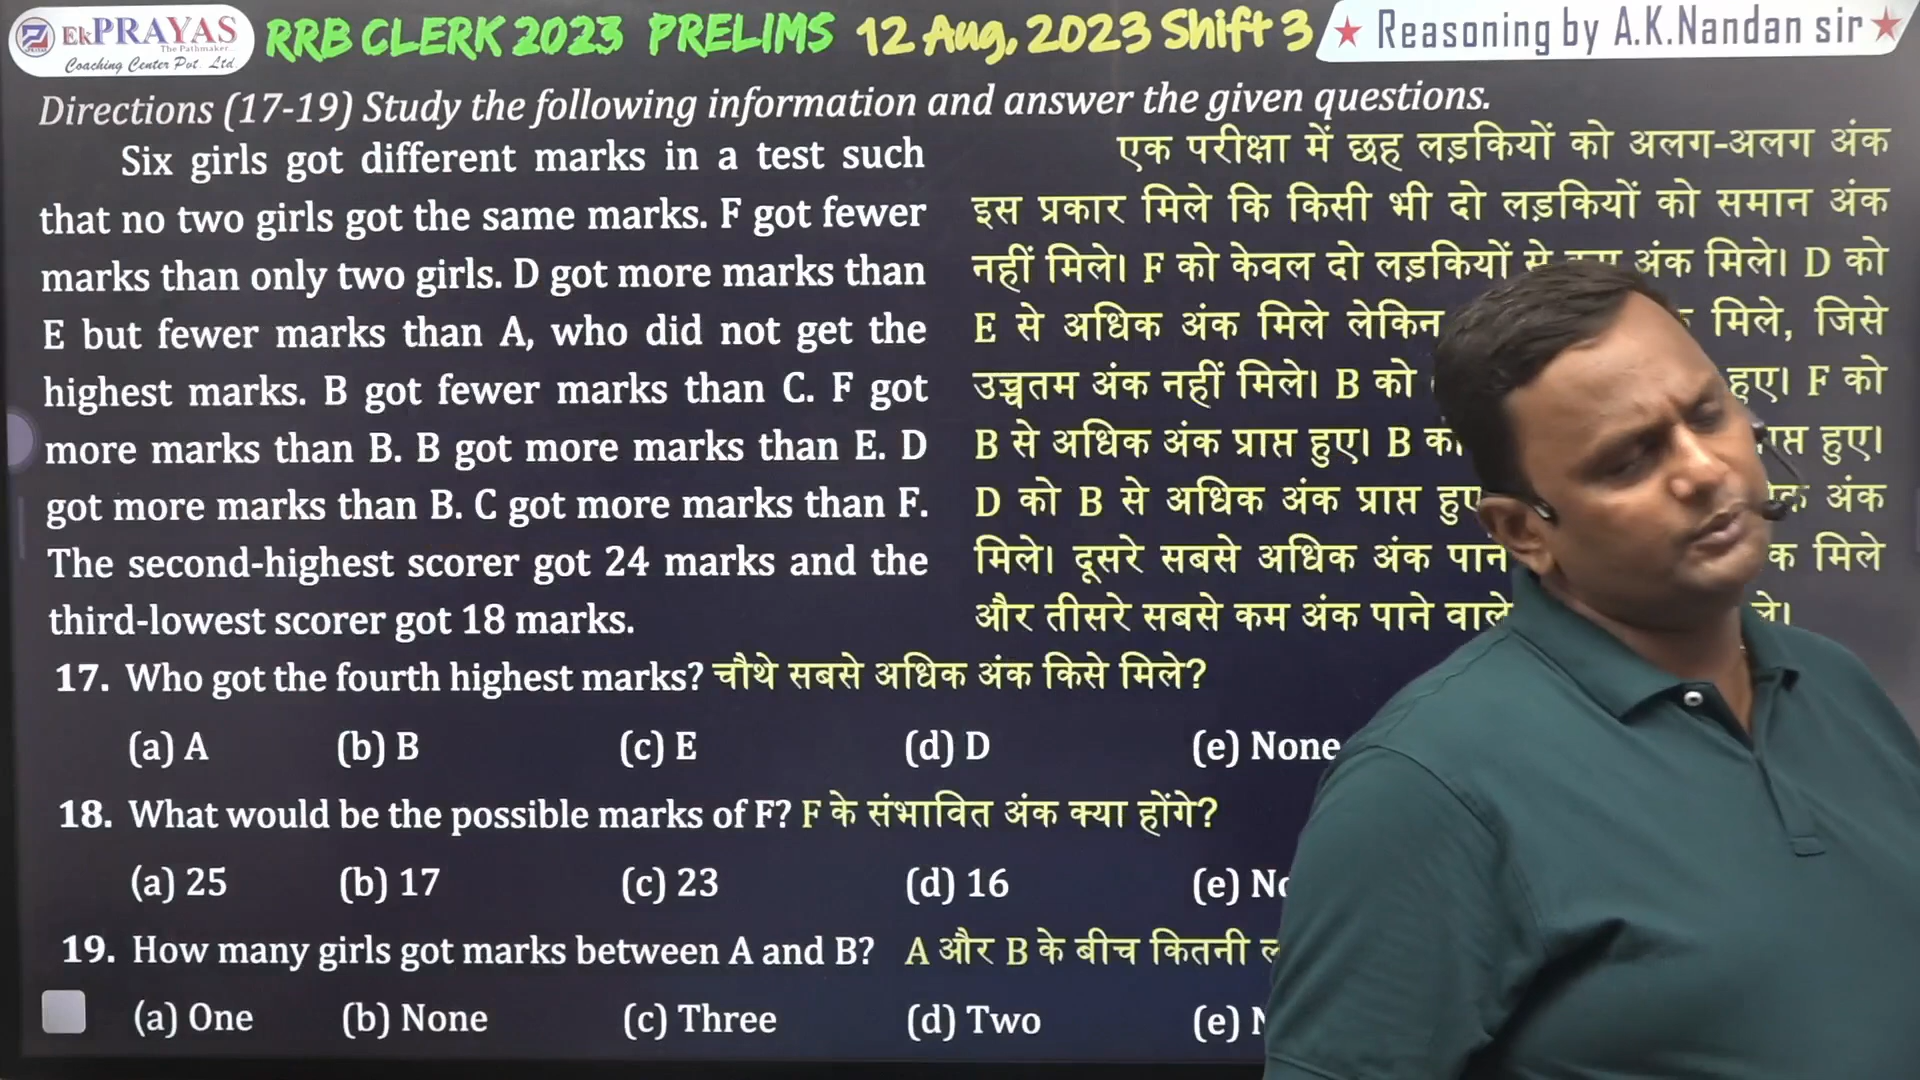 EkPRAYAS
The Pathmaker...
Coaching Center Pvt. Ltd
RRB CLERK 2023 PRELIMS 12 Aug, 2023 Shift 3
Reasoning by A.K.Nandan sir
Directions (17-19) Study the following information and answer the given questions.
Six girls got different marks in a test such
that no two girls got the same marks. F got fewer
marks than only two girls. D got more marks than
E but fewer marks than A, who did not get the
highest marks. B got fewer marks than C. F got
more marks than B. B got more marks than E. D
got more marks than B. C got more marks than F.
The second-highest scorer got 24 marks and the
third-lowest scorer got 18 marks.
एक परीक्षा में छह लड़कियों को अलग-अलग अंक
इस प्रकार मिले कि किसी भी दो लड़कियों को समान अंक
नहीं मिले। F को केवल दो लड़कियों से अंक मिले। D को
E से अधिक अंक मिले लेकिन मिले, जिसे
उच्चतम अंक नहीं मिले। B को हुए। F को
B से अधिक अंक प्राप्त हुए। B हुए।
D को B से अधिक अंक प्राप्त अंक
मिले। दूसरे सबसे अधिक अंक मिले
और तीसरे सबसे कम अंक पाने वाले
17. Who got the fourth highest marks? चौथे सबसे अधिक अंक किसे मिले?
(a) A (b) B (c) E (d) D (e) None
18. What would be the possible marks of F? F के संभावित अंक क्या होंगे?
(a) 25 (b) 17 (c) 23 (d) 16 (e)
19. How many girls got marks between A and B? A और B के बीच कितनी
(a) One (b) None (c) Three (d) Two (e)